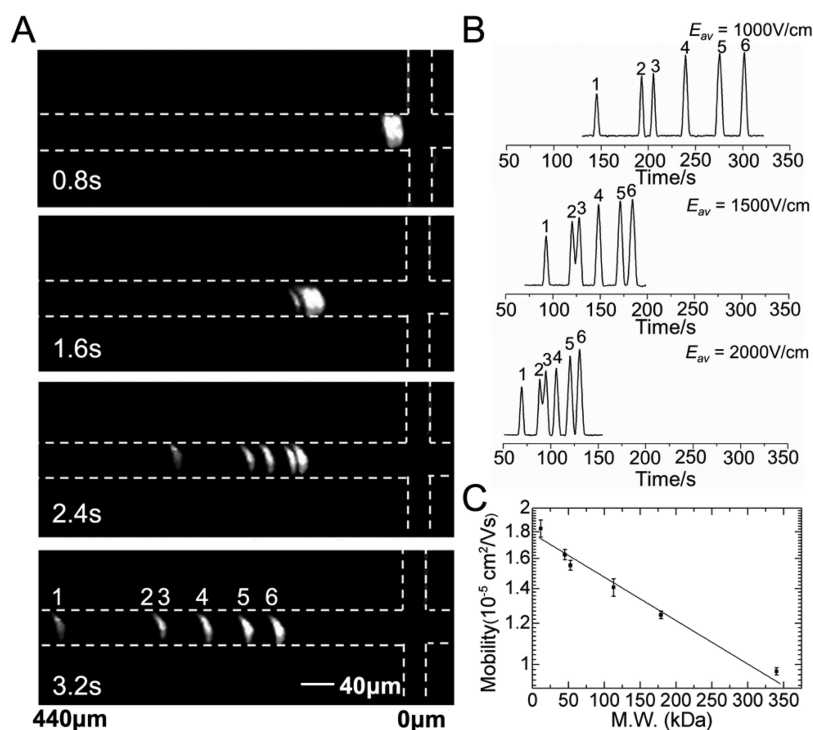 A
0.8s
1.6s
2.4s
1 2 3 4 5 6
3.2s
40µm
440µm 0µm
B
Eav = 1000V/cm
1 2 3 4 5 6
50 100 150 200 250 300 350
Time/s
Eav = 1500V/cm
1 2 3 4 5 6
50 100 150 200 250 300 350
Time/s
Eav = 2000V/cm
1 2 3 4 5 6
50 100 150 200 250 300 350
Time/s
C
Mobility(10⁻⁵ cm²/Vs)
2
1.8
1.6
1.4
1.2
1
0 50 100 150 200 250 300 350
M.W. (kDa)